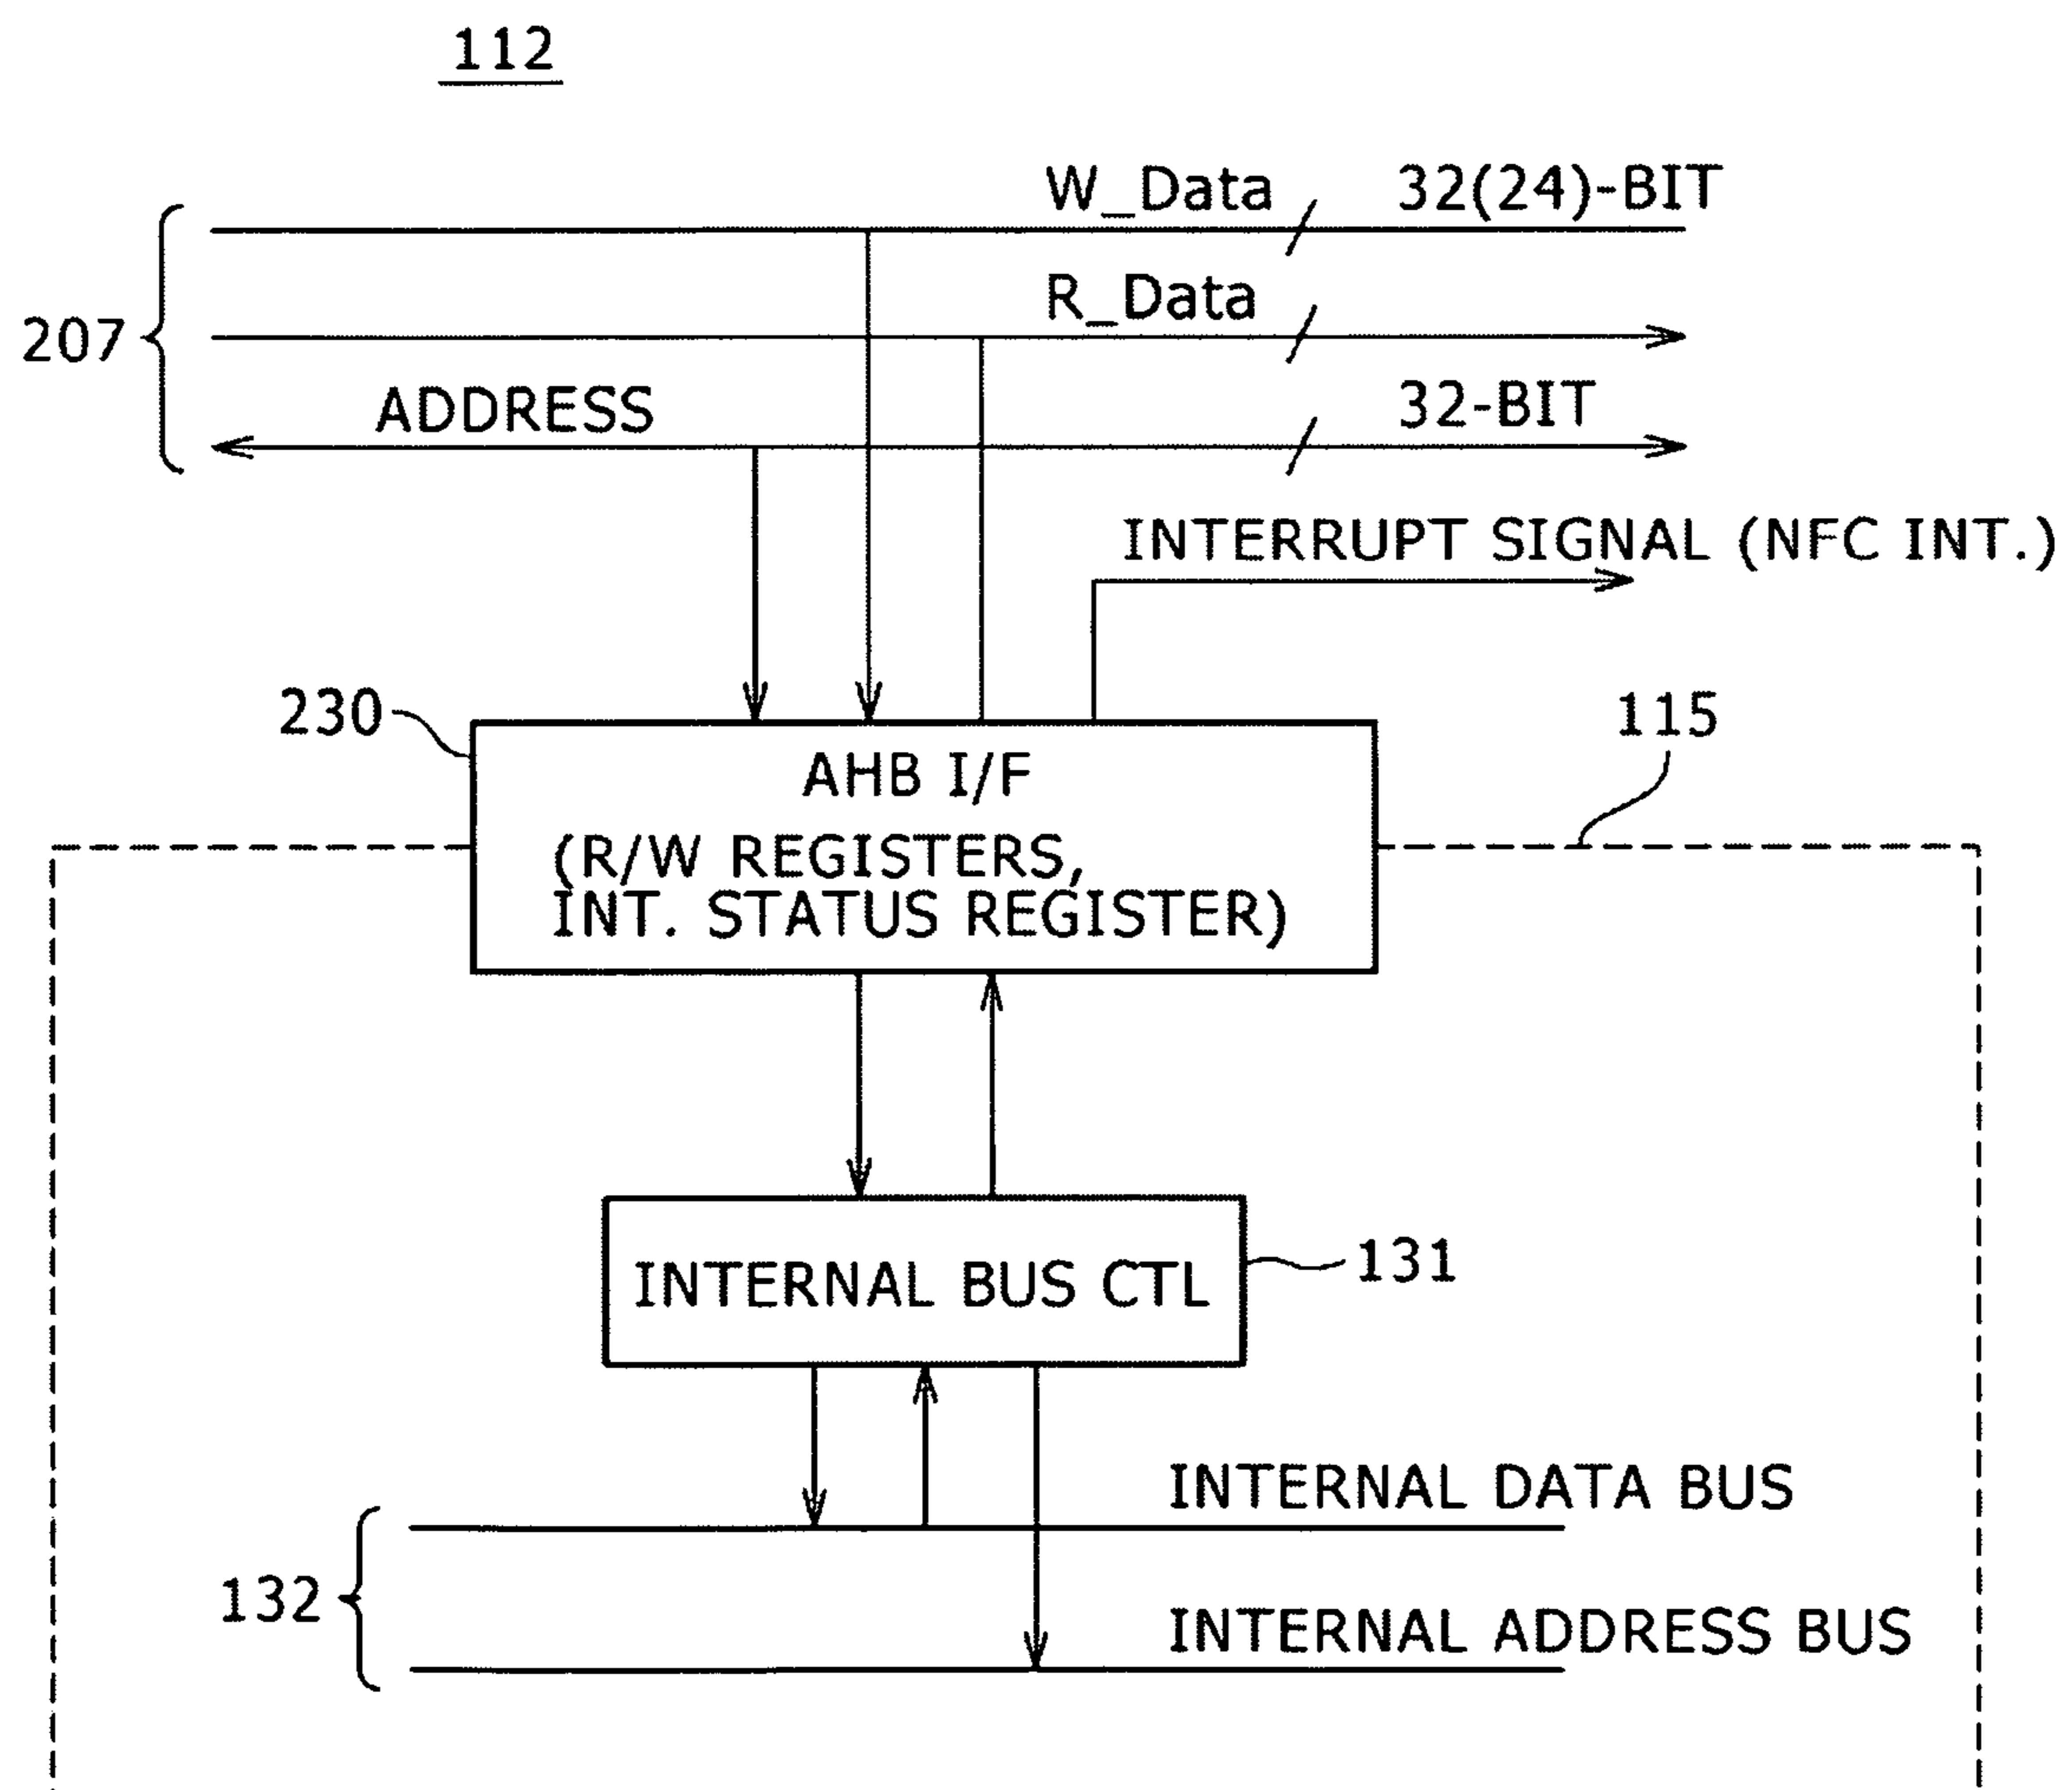 112
W_Data 32(24)-BIT
R_Data
207
ADDRESS 32-BIT
INTERRUPT SIGNAL (NFC INT.)
230
115
AHB I/F
(R/W REGISTERS,
INT. STATUS REGISTER)
INTERNAL BUS CTL
131
INTERNAL DATA BUS
132
INTERNAL ADDRESS BUS